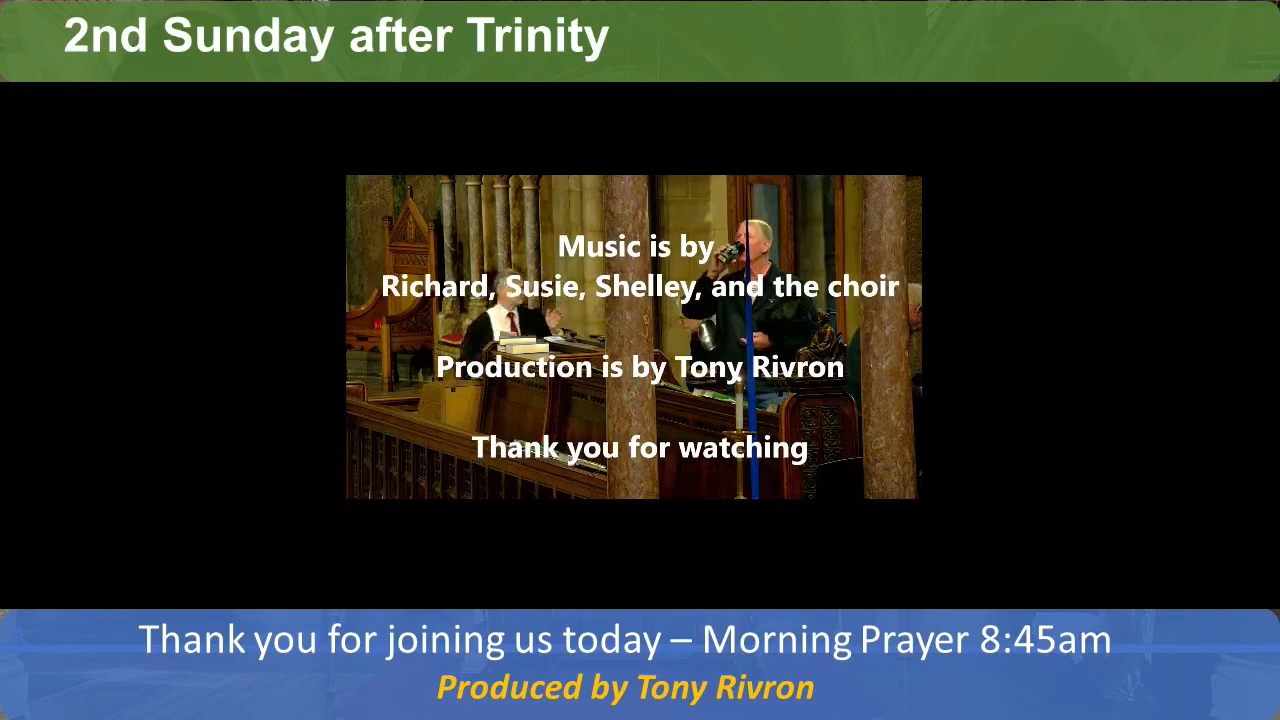 2nd Sunday after Trinity
Music is by
Richard, Susie, Shelley, and the choir
Production is by Tony Rivron
Thank you for watching
Thank you for joining us today – Morning Prayer 8:45am
Produced by Tony Rivron